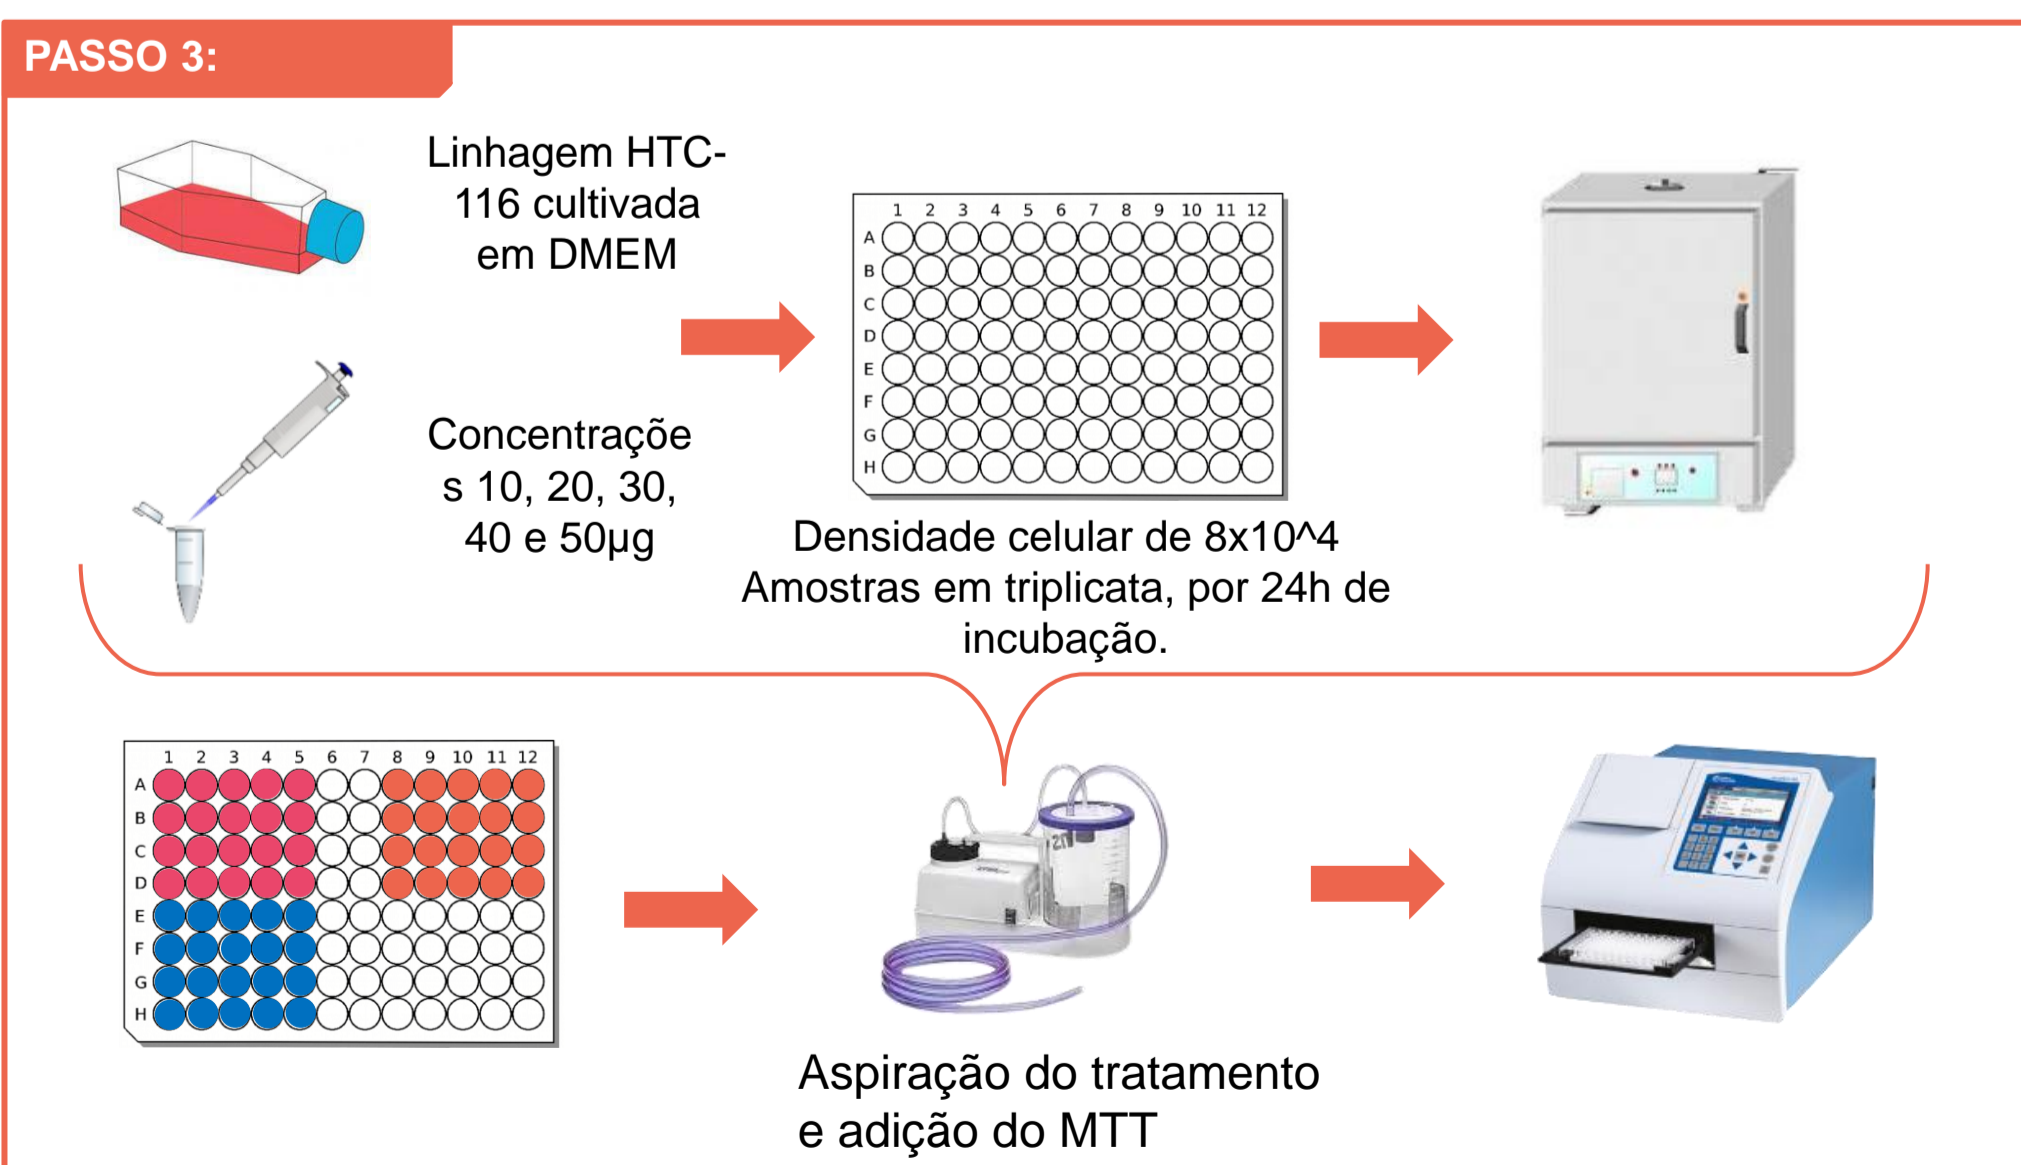 PASSO 3:
Linhagem HTC-
116 cultivada
em DMEM
Concentraçõe
s 10, 20, 30,
40 e 50µg
1 2 3 4 5 6 7 8 9 10 11 12
A
B
C
D
E
F
G
H
Densidade celular de 8x10^4
Amostras em triplicata, por 24h de
incubação.
1 2 3 4 5 6 7 8 9 10 11 12
A
B
C
D
E
F
G
H
Aspiração do tratamento
e adição do MTT